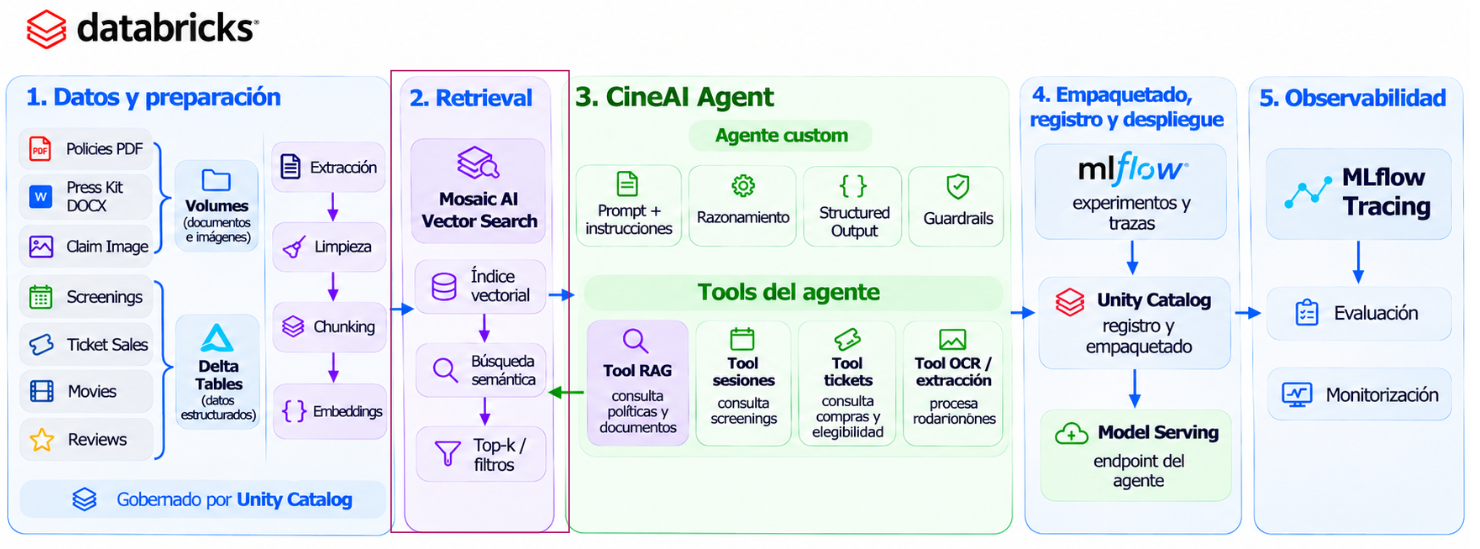 databricks
1. Datos y preparación
Policies PDF
Press Kit
DOCX
Claim Image
Screenings
Ticket Sales
Movies
Reviews
Volumes
(documentos
e imágenes)
Delta
Tables
(datos
estructurados)
Extracción
Limpieza
Chunking
Embeddings
Gobernado por Unity Catalog
2. Retrieval
Mosaic AI
Vector Search
Índice
vectorial
Búsqueda
semántica
Top-k /
filtros
3. CineAI Agent
Agente custom
Prompt +
instrucciones
Razonamiento
Structured
Output
Guardrails
Tools del agente
Tool RAG
consulta
políticas y
documentos
Tool
sesiones
consulta
screenings
Tool
tickets
consulta
compras y
elegibilidad
Tool OCR /
extracción
procesa
rodarionõnes
4. Empaquetado,
registro y despliegue
mlflow
experimentos y
trazas
Unity Catalog
registro y
empaquetado
Model Serving
endpoint del
agente
5. Observabilidad
MLflow
Tracing
Evaluación
Monitorización
PDF
W